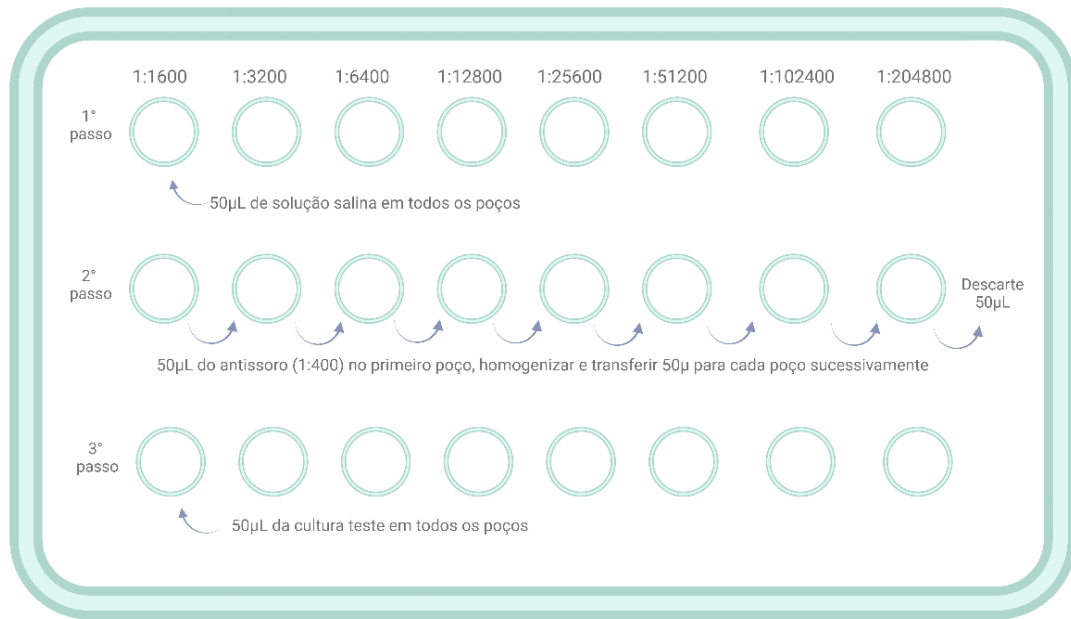 1:1600 1:3200 1:6400 1:12800 1:25600 1:51200 1:102400 1:204800
1°
passo
50µL de solução salina em todos os poços
2°
passo
Descarte
50µL
50µL do antissoro (1:400) no primeiro poço, homogenizar e transferir 50µ para cada poço sucessivamente
3°
passo
50µL da cultura teste em todos os poços